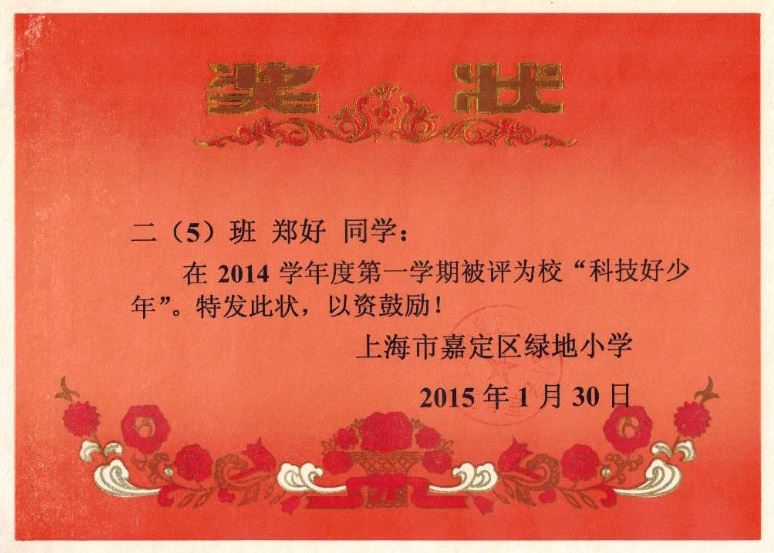 奖状
二（5）班 郑好 同学：
在 2014 学年度第一学期被评为校“科技好少
年”。特发此状，以资鼓励！
上海市嘉定区绿地小学
2015 年 1 月 30 日